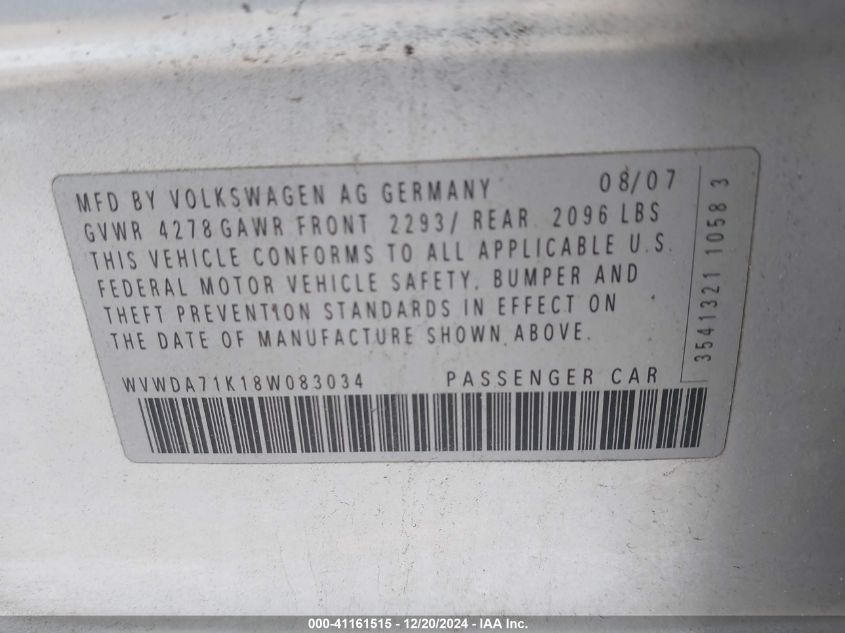 MFD BY VOLKSWAGEN AG GERMANY 08/07
GVWR 4278 GAWR FRONT 2293/ REAR 2096 LBS
THIS VEHICLE CONFORMS TO ALL APPLICABLE U.S.
FEDERAL MOTOR VEHICLE SAFETY, BUMPER AND
THEFT PREVENTION STANDARDS IN EFFECT ON
THE DATE OF MANUFACTURE SHOWN ABOVE.
WVWDA71K18W083034 PASSENGER CAR
3541321 1058 3
000-41161515 - 12/20/2024 - IAA Inc.